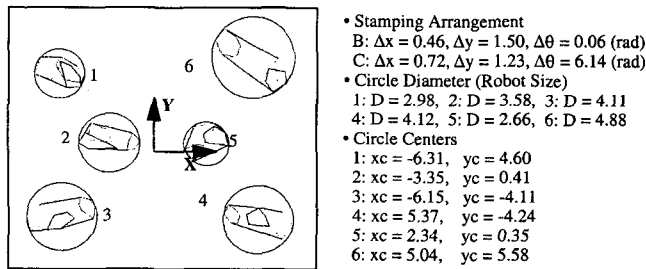 6
1
Y
2
5
X
3
4
• Stamping Arrangement
B: Δx = 0.46, Δy = 1.50, Δθ = 0.06 (rad)
C: Δx = 0.72, Δy = 1.23, Δθ = 6.14 (rad)
• Circle Diameter (Robot Size)
1: D = 2.98, 2: D = 3.58, 3: D = 4.11
4: D = 4.12, 5: D = 2.66, 6: D = 4.88
• Circle Centers
1: xc = -6.31, yc = 4.60
2: xc = -3.35, yc = 0.41
3: xc = -6.15, yc = -4.11
4: xc = 5.37, yc = -4.24
5: xc = 2.34, yc = 0.35
6: xc = 5.04, yc = 5.58